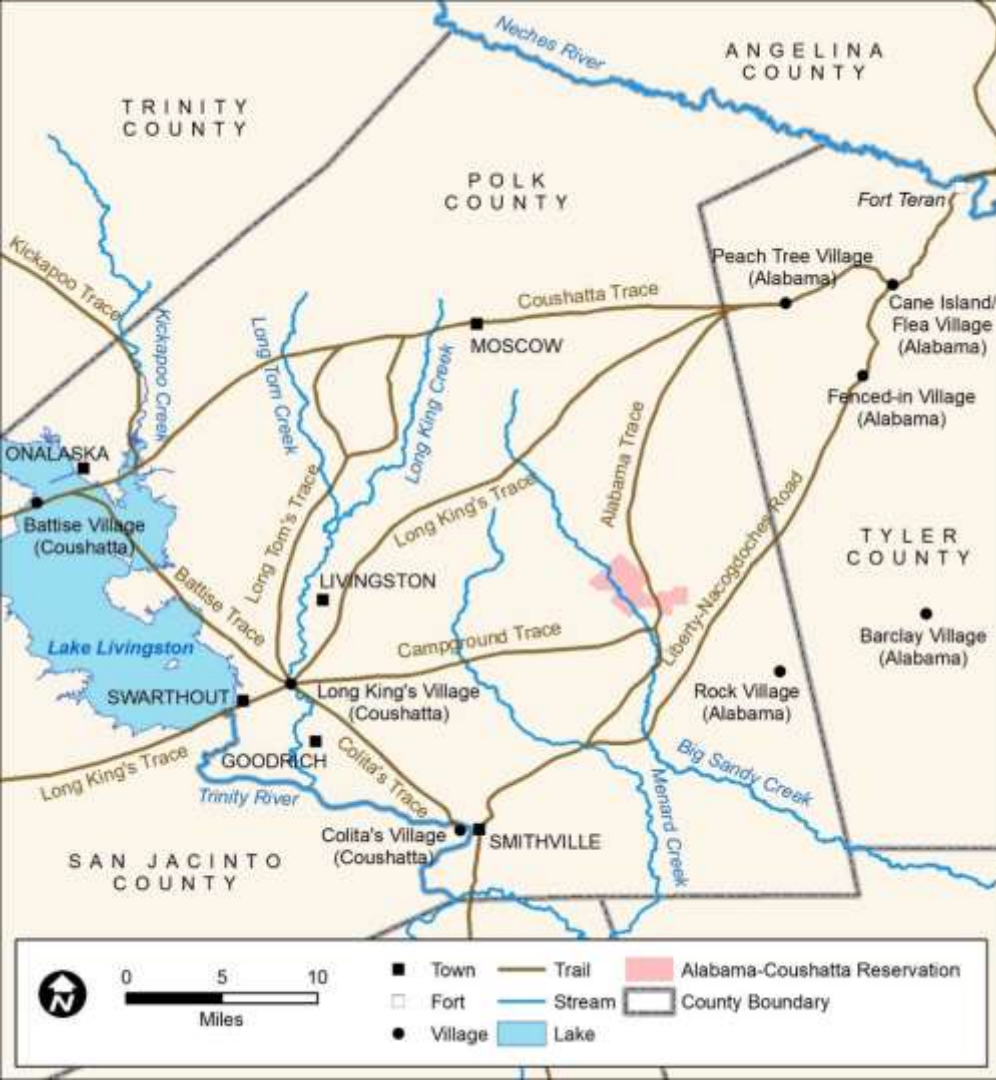 Neches River
ANGELINA
COUNTY
TRINITY
COUNTY
POLK
COUNTY
Fort Teran
Kickapoo Trace
Peach Tree Village
(Alabama)
Coushatta Trace
Cane Island/
Flea Village
(Alabama)
Kickapoo Creek
Long Tom Creek
MOSCOW
Long King Creek
Fenced-in Village
(Alabama)
ONALASKA
Battise Village
(Coushatta)
Long Tom's Trace
Long King's Trace
Alabama Trace
Liberty-Nacogdoches Road
TYLER
COUNTY
Battise Trace
LIVINGSTON
Campground Trace
Barclay Village
(Alabama)
Lake Livingston
SWARTHOUT
Long King's Village
(Coushatta)
Rock Village
(Alabama)
Long King's Trace
GOODRICH
Colita's Trace
Big Sandy Creek
Trinity River
Menard Creek
Colita's Village
(Coushatta)
SMITHVILLE
SAN JACINTO
COUNTY
N
0 5 10
Miles
Town
Fort
Village
Trail
Stream
Lake
Alabama-Coushatta Reservation
County Boundary